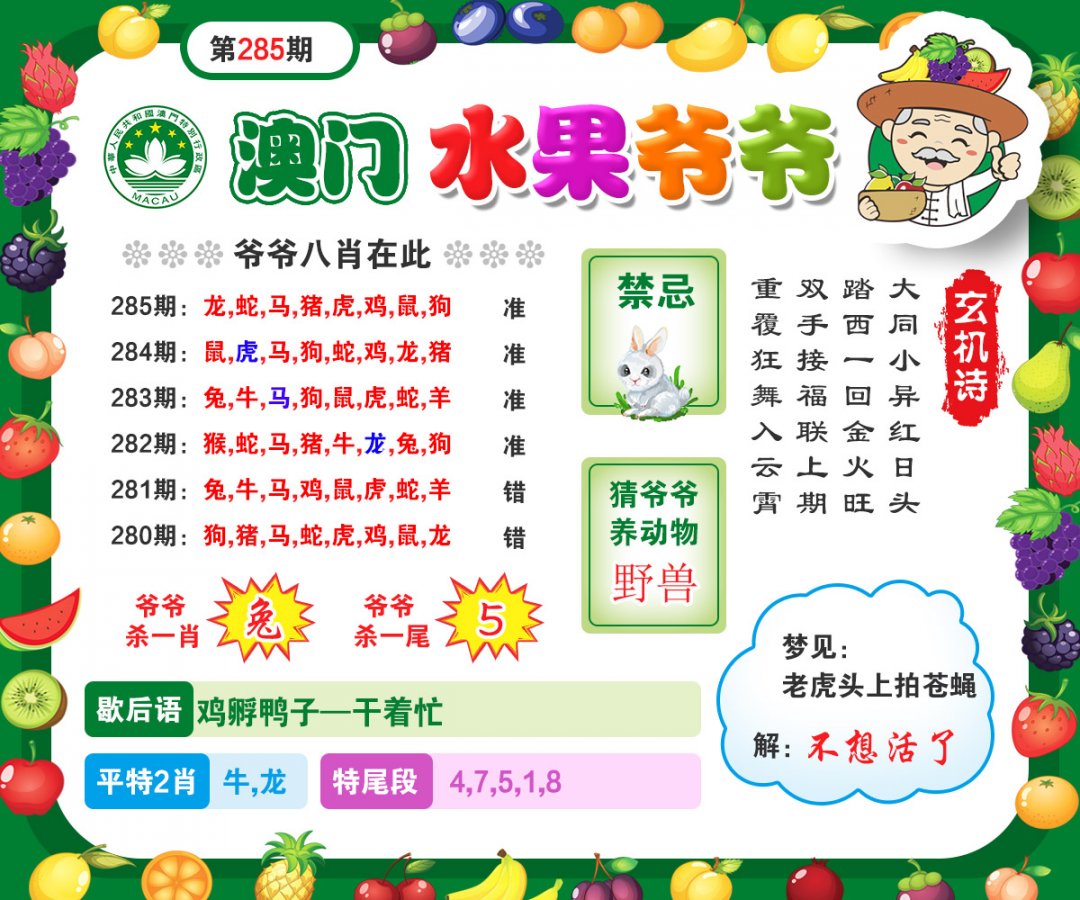 第285期
中華人民共和國澳門特別行政區
MACAU
澳门 水果爷爷
爷爷八肖在此
285期: 龙,蛇,马,猪,虎,鸡,鼠,狗 准
284期: 鼠,虎,马,狗,蛇,鸡,龙,猪 准
283期: 兔,牛,马,狗,鼠,虎,蛇,羊 准
282期: 猴,蛇,马,猪,牛,龙,兔,狗 准
281期: 兔,牛,马,鸡,鼠,虎,蛇,羊 错
280期: 狗,猪,马,蛇,虎,鸡,鼠,龙 错
爷爷
杀一肖
兔
爷爷
杀一尾
5
禁忌
猜爷爷
养动物
野兽
玄机诗
大同小异红日头
踏西一回金火旺
双手接福联上期
重覆狂舞入云霄
梦见:
老虎头上拍苍蝇
解: 不想活了
歇后语 鸡孵鸭子—干着忙
平特2肖 牛,龙
特尾段 4,7,5,1,8